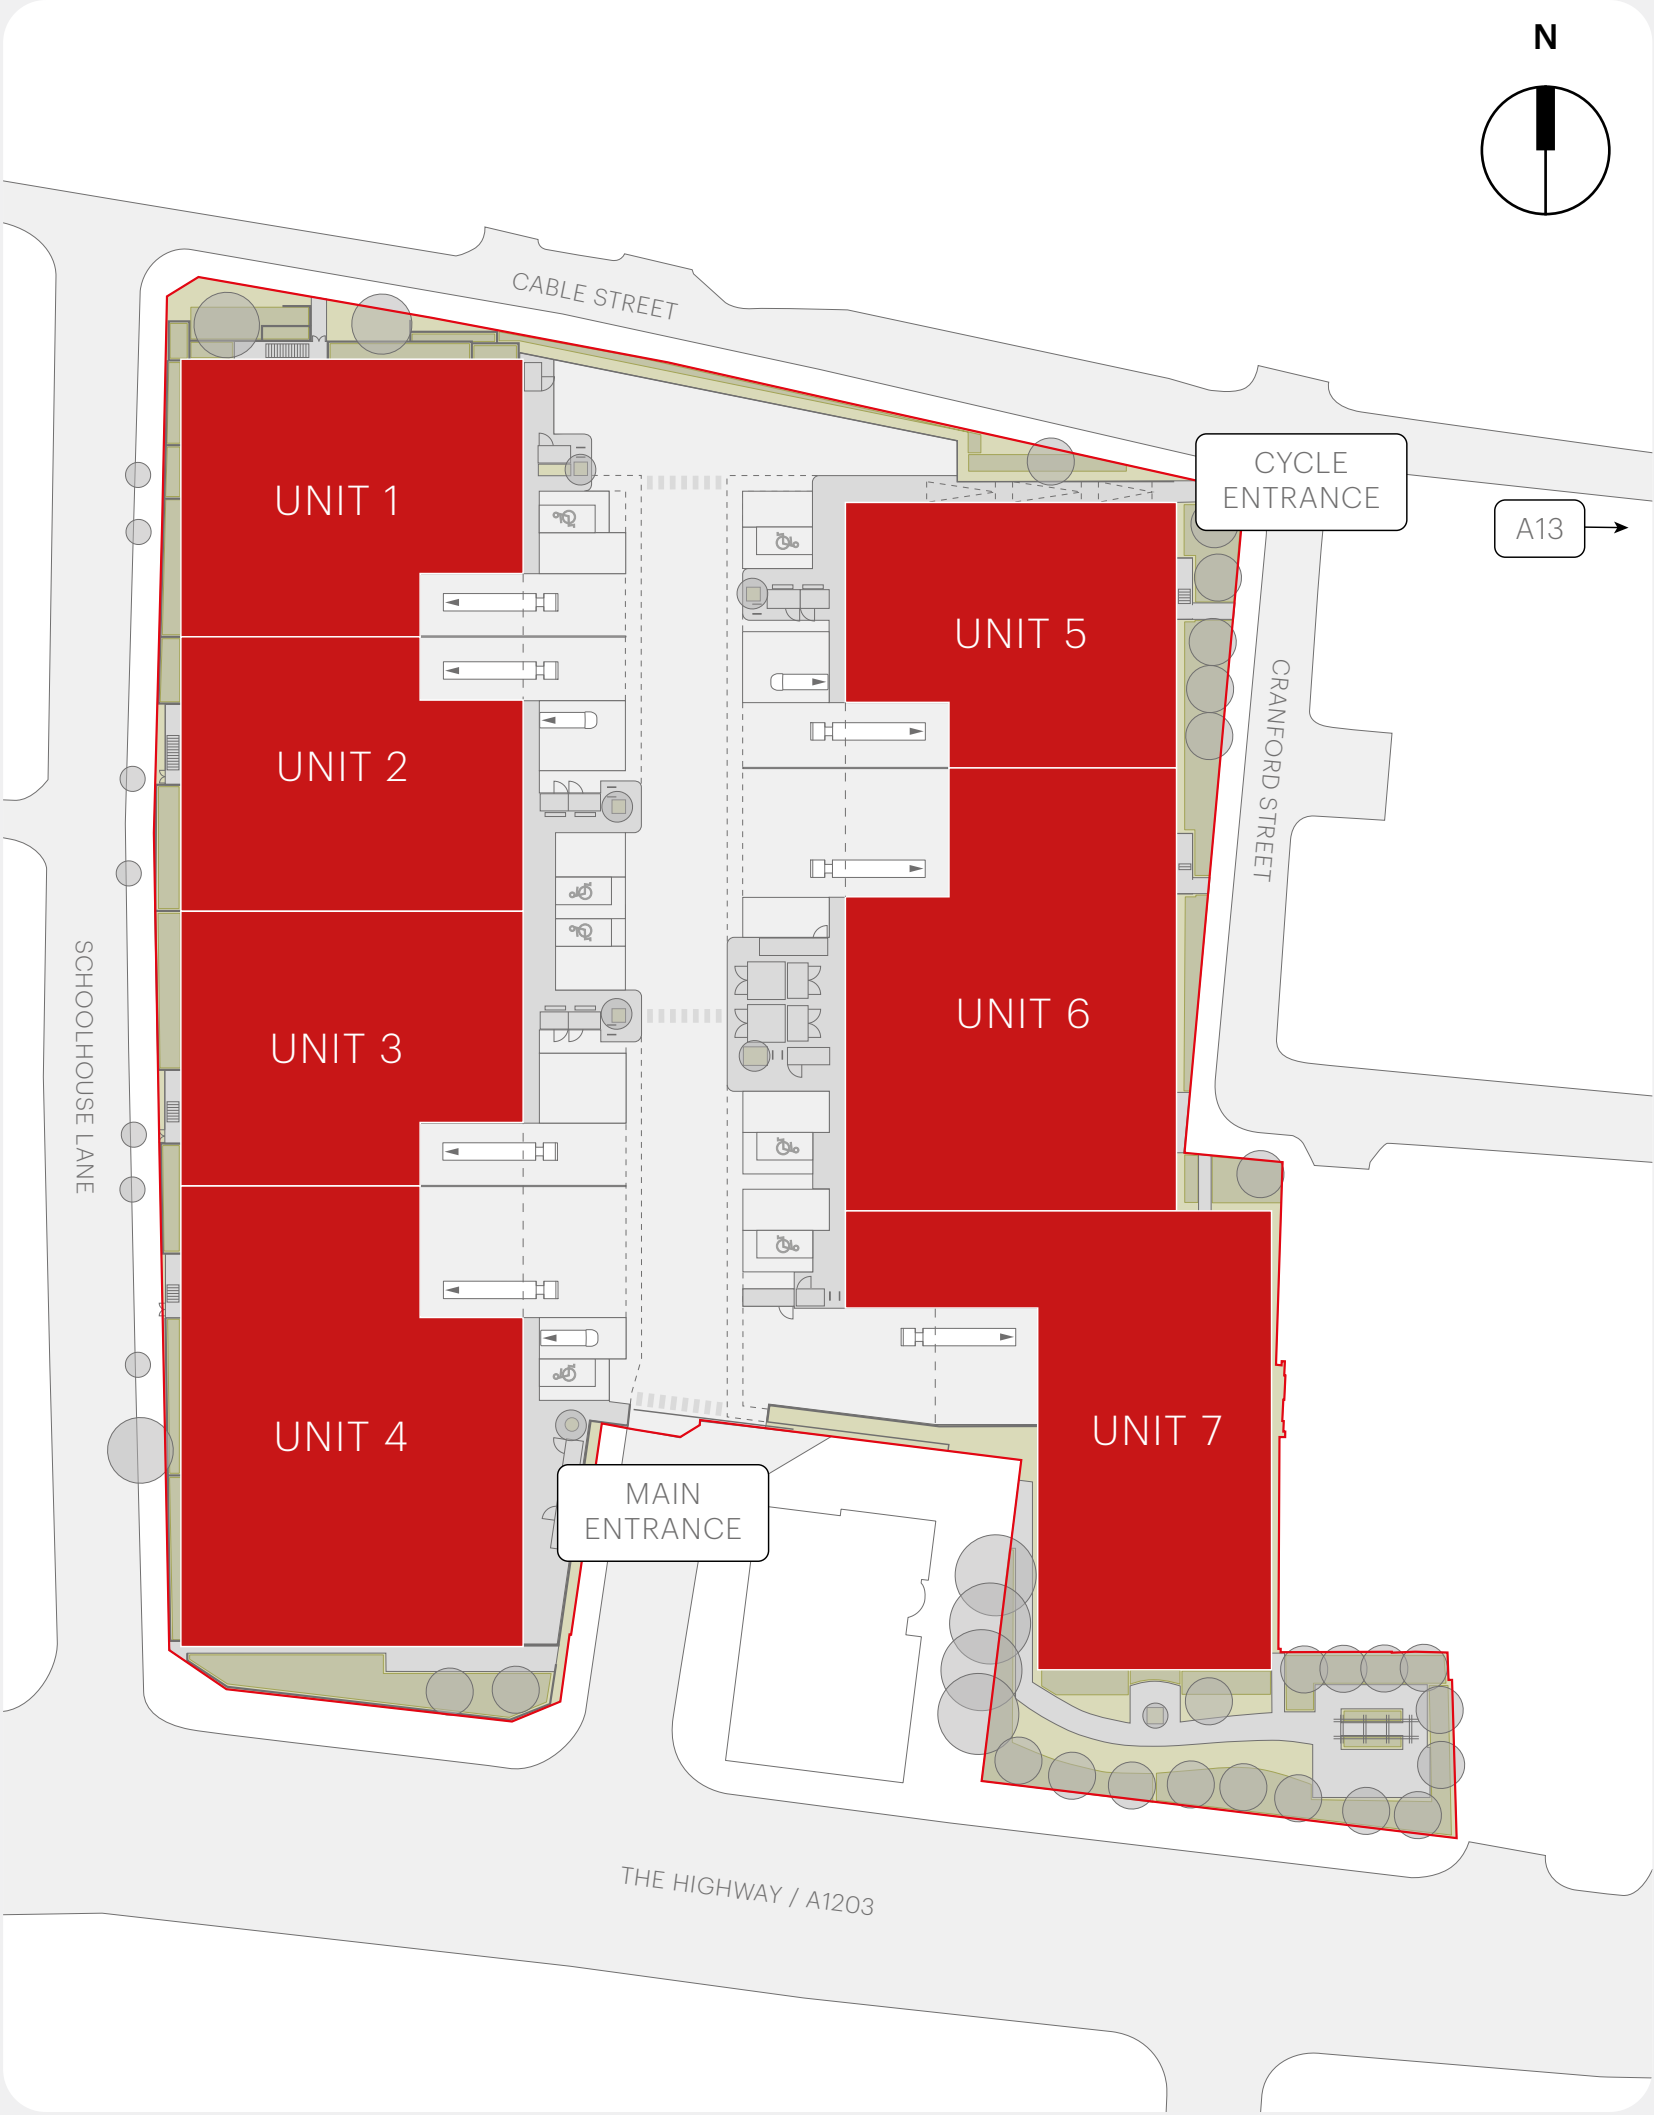 N
CABLE STREET
CYCLE
ENTRANCE
A13
UNIT 1
UNIT 5
CRANFORD STREET
UNIT 2
SCHOOLHOUSE LANE
UNIT 6
UNIT 3
UNIT 4
UNIT 7
MAIN
ENTRANCE
THE HIGHWAY / A1203